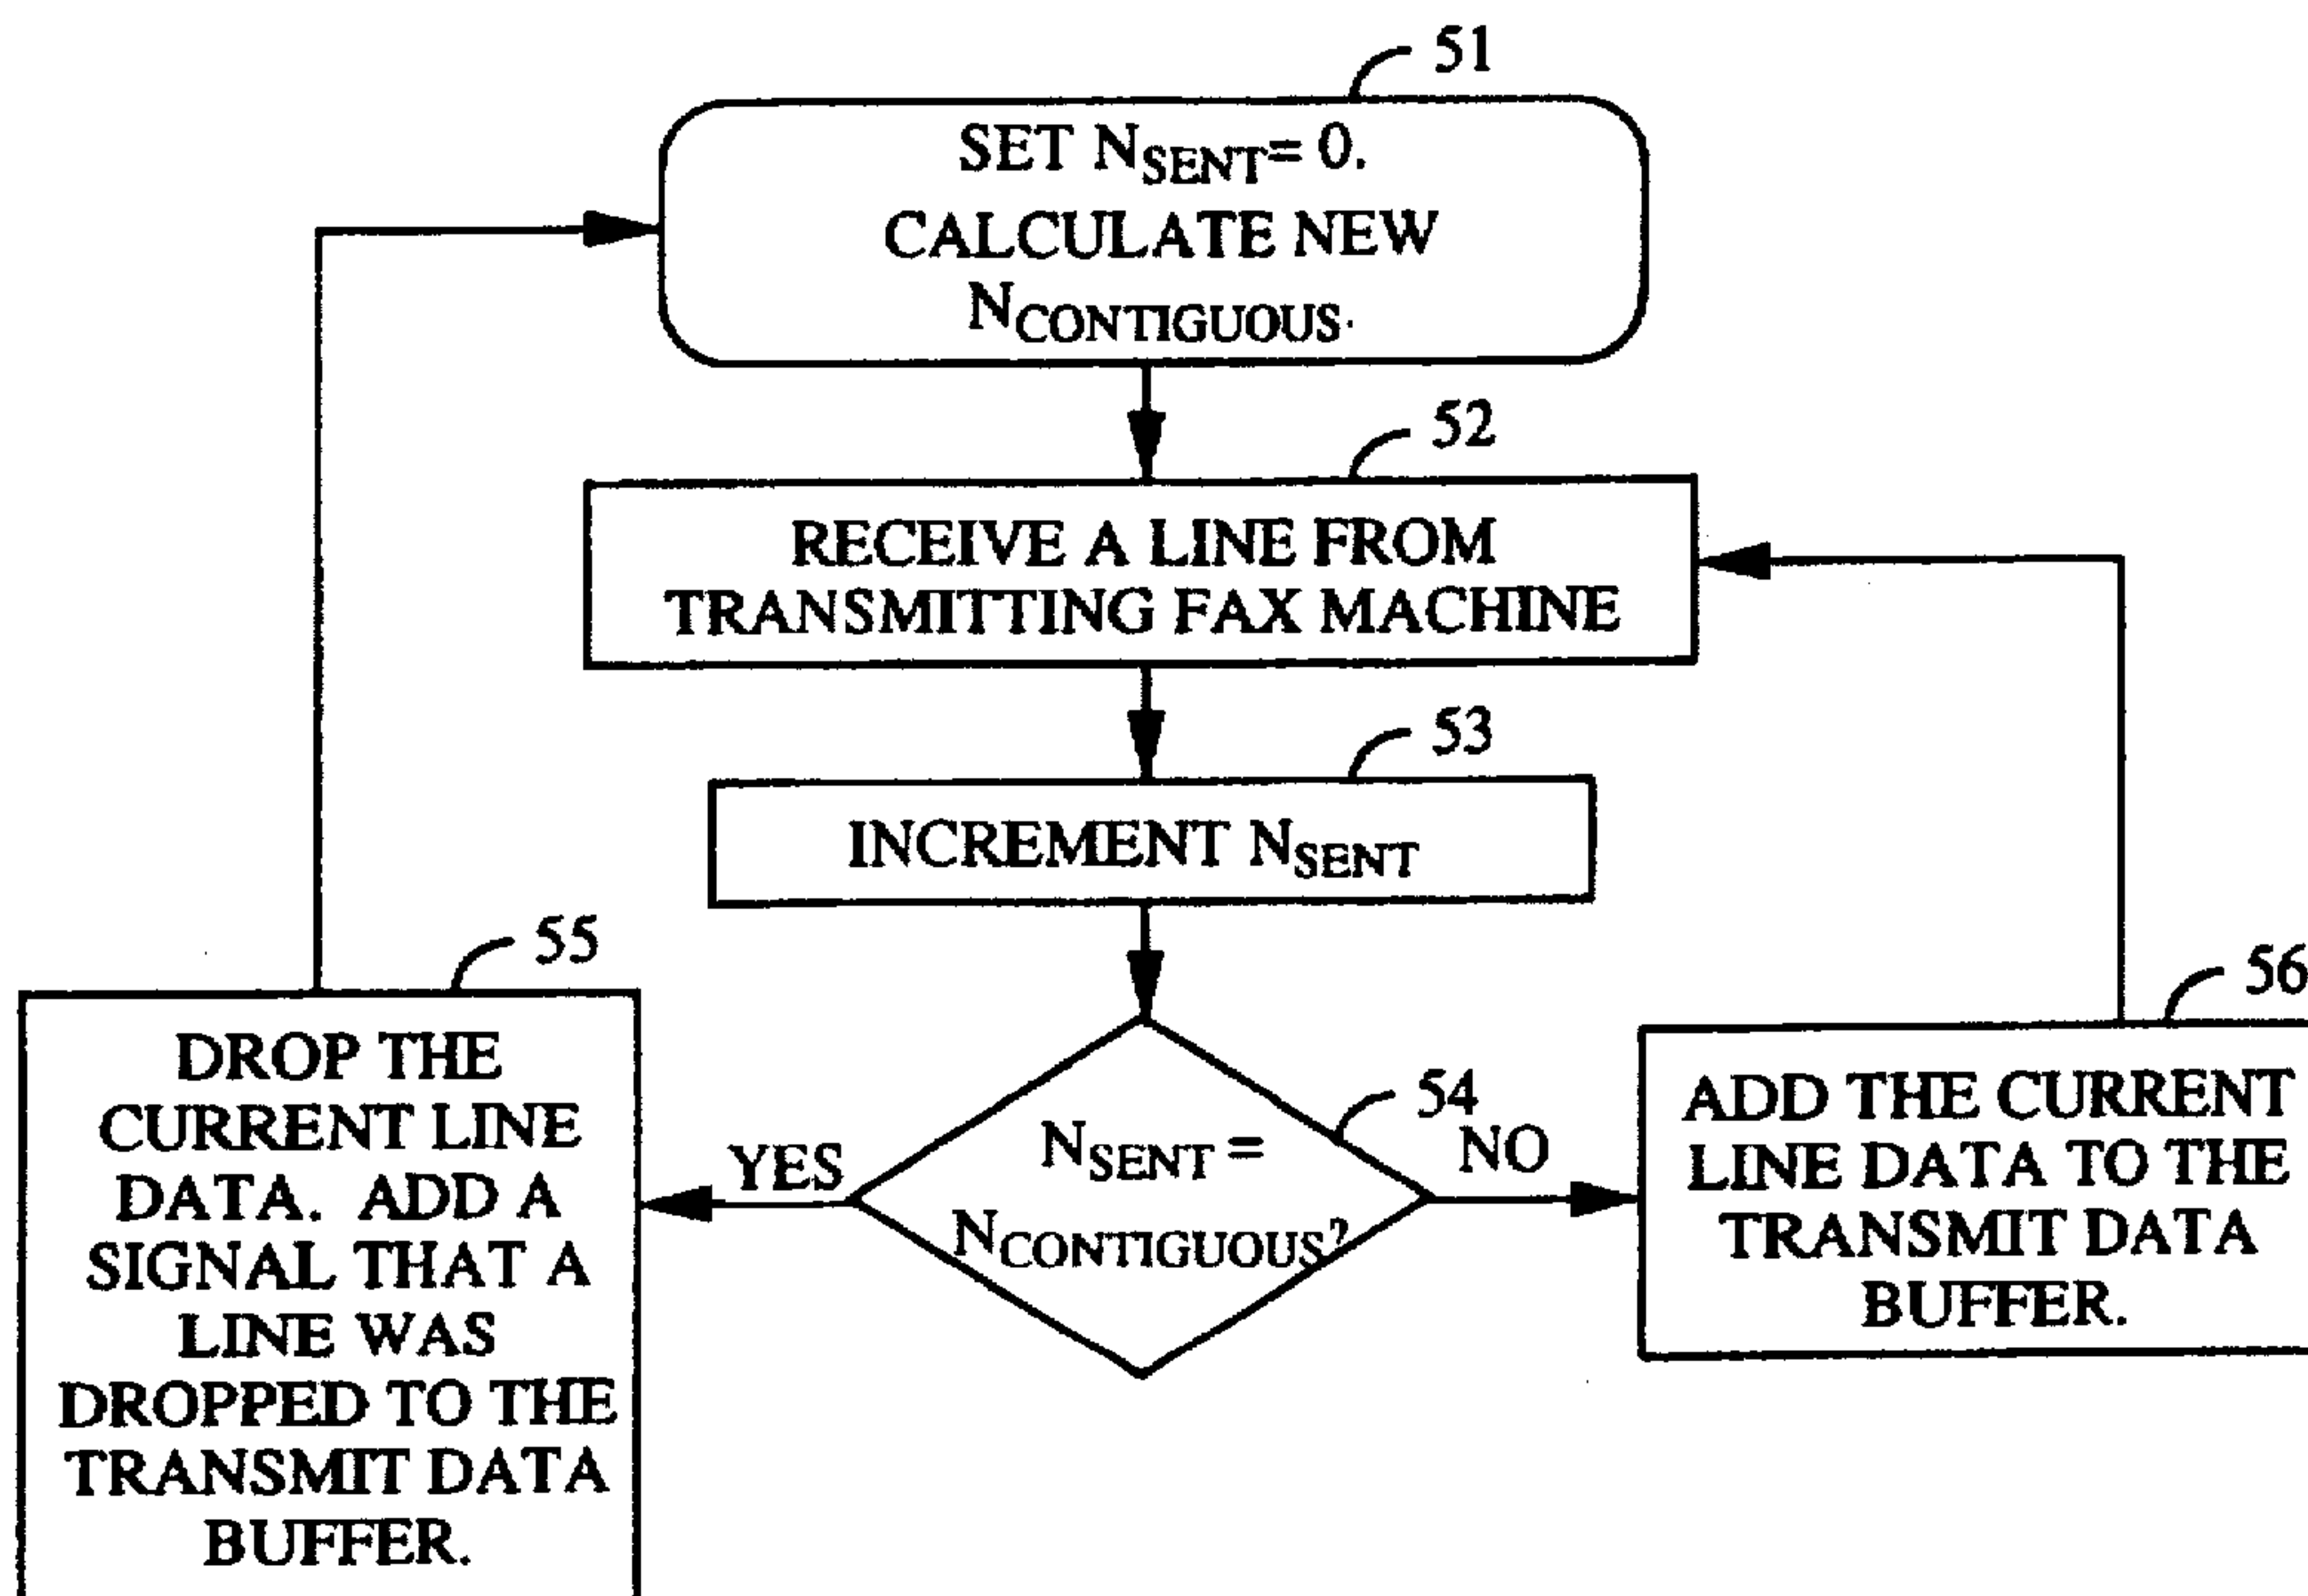 51
SET NSENT= 0.
CALCULATE NEW
NCONTIGUOUS.
52
RECEIVE A LINE FROM
TRANSMITTING FAX MACHINE
53
INCREMENT NSENT
54
NSENT =
NCONTIGUOUS?
YES
NO
55
DROP THE
CURRENT LINE
DATA. ADD A
SIGNAL THAT A
LINE WAS
DROPPED TO THE
TRANSMIT DATA
BUFFER.
56
ADD THE CURRENT
LINE DATA TO THE
TRANSMIT DATA
BUFFER.